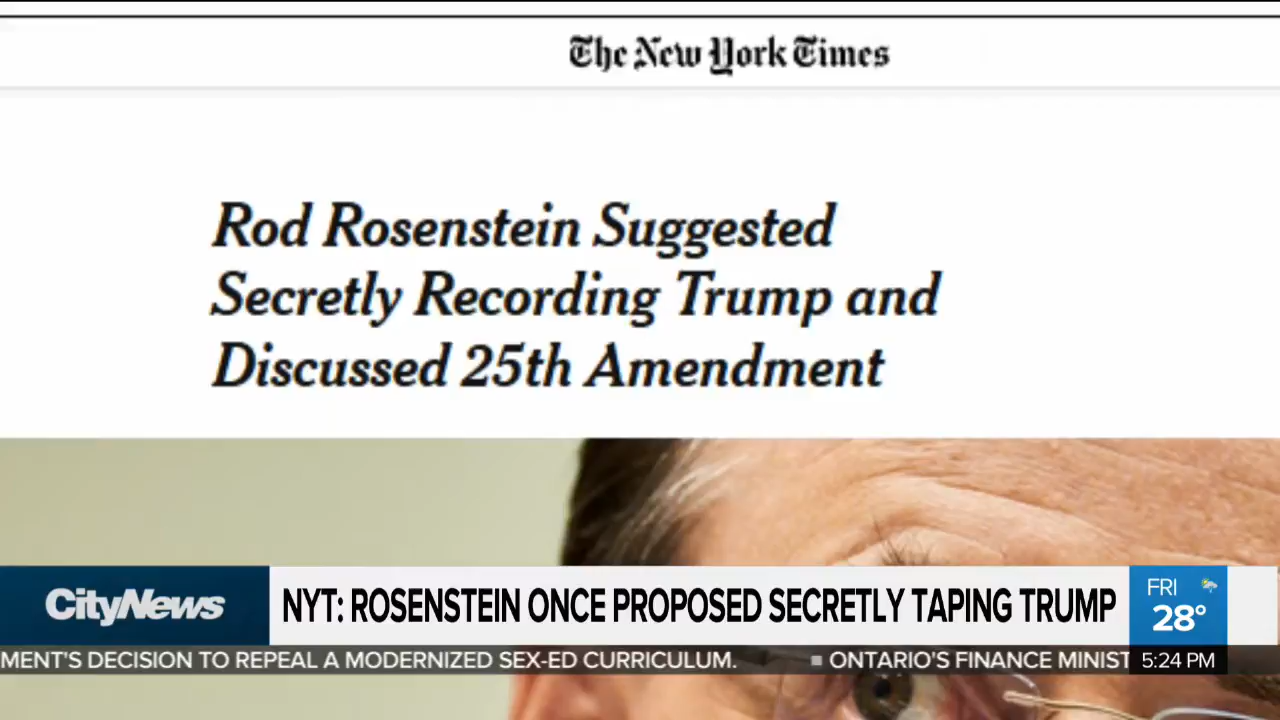 The New York Times
Rod Rosenstein Suggested
Secretly Recording Trump and
Discussed 25th Amendment
CityNews
NYT: ROSENSTEIN ONCE PROPOSED SECRETLY TAPING TRUMP
FRI
28°
MENT'S DECISION TO REPEAL A MODERNIZED SEX-ED CURRICULUM. ■ ONTARIO'S FINANCE MINIST
5:24 PM